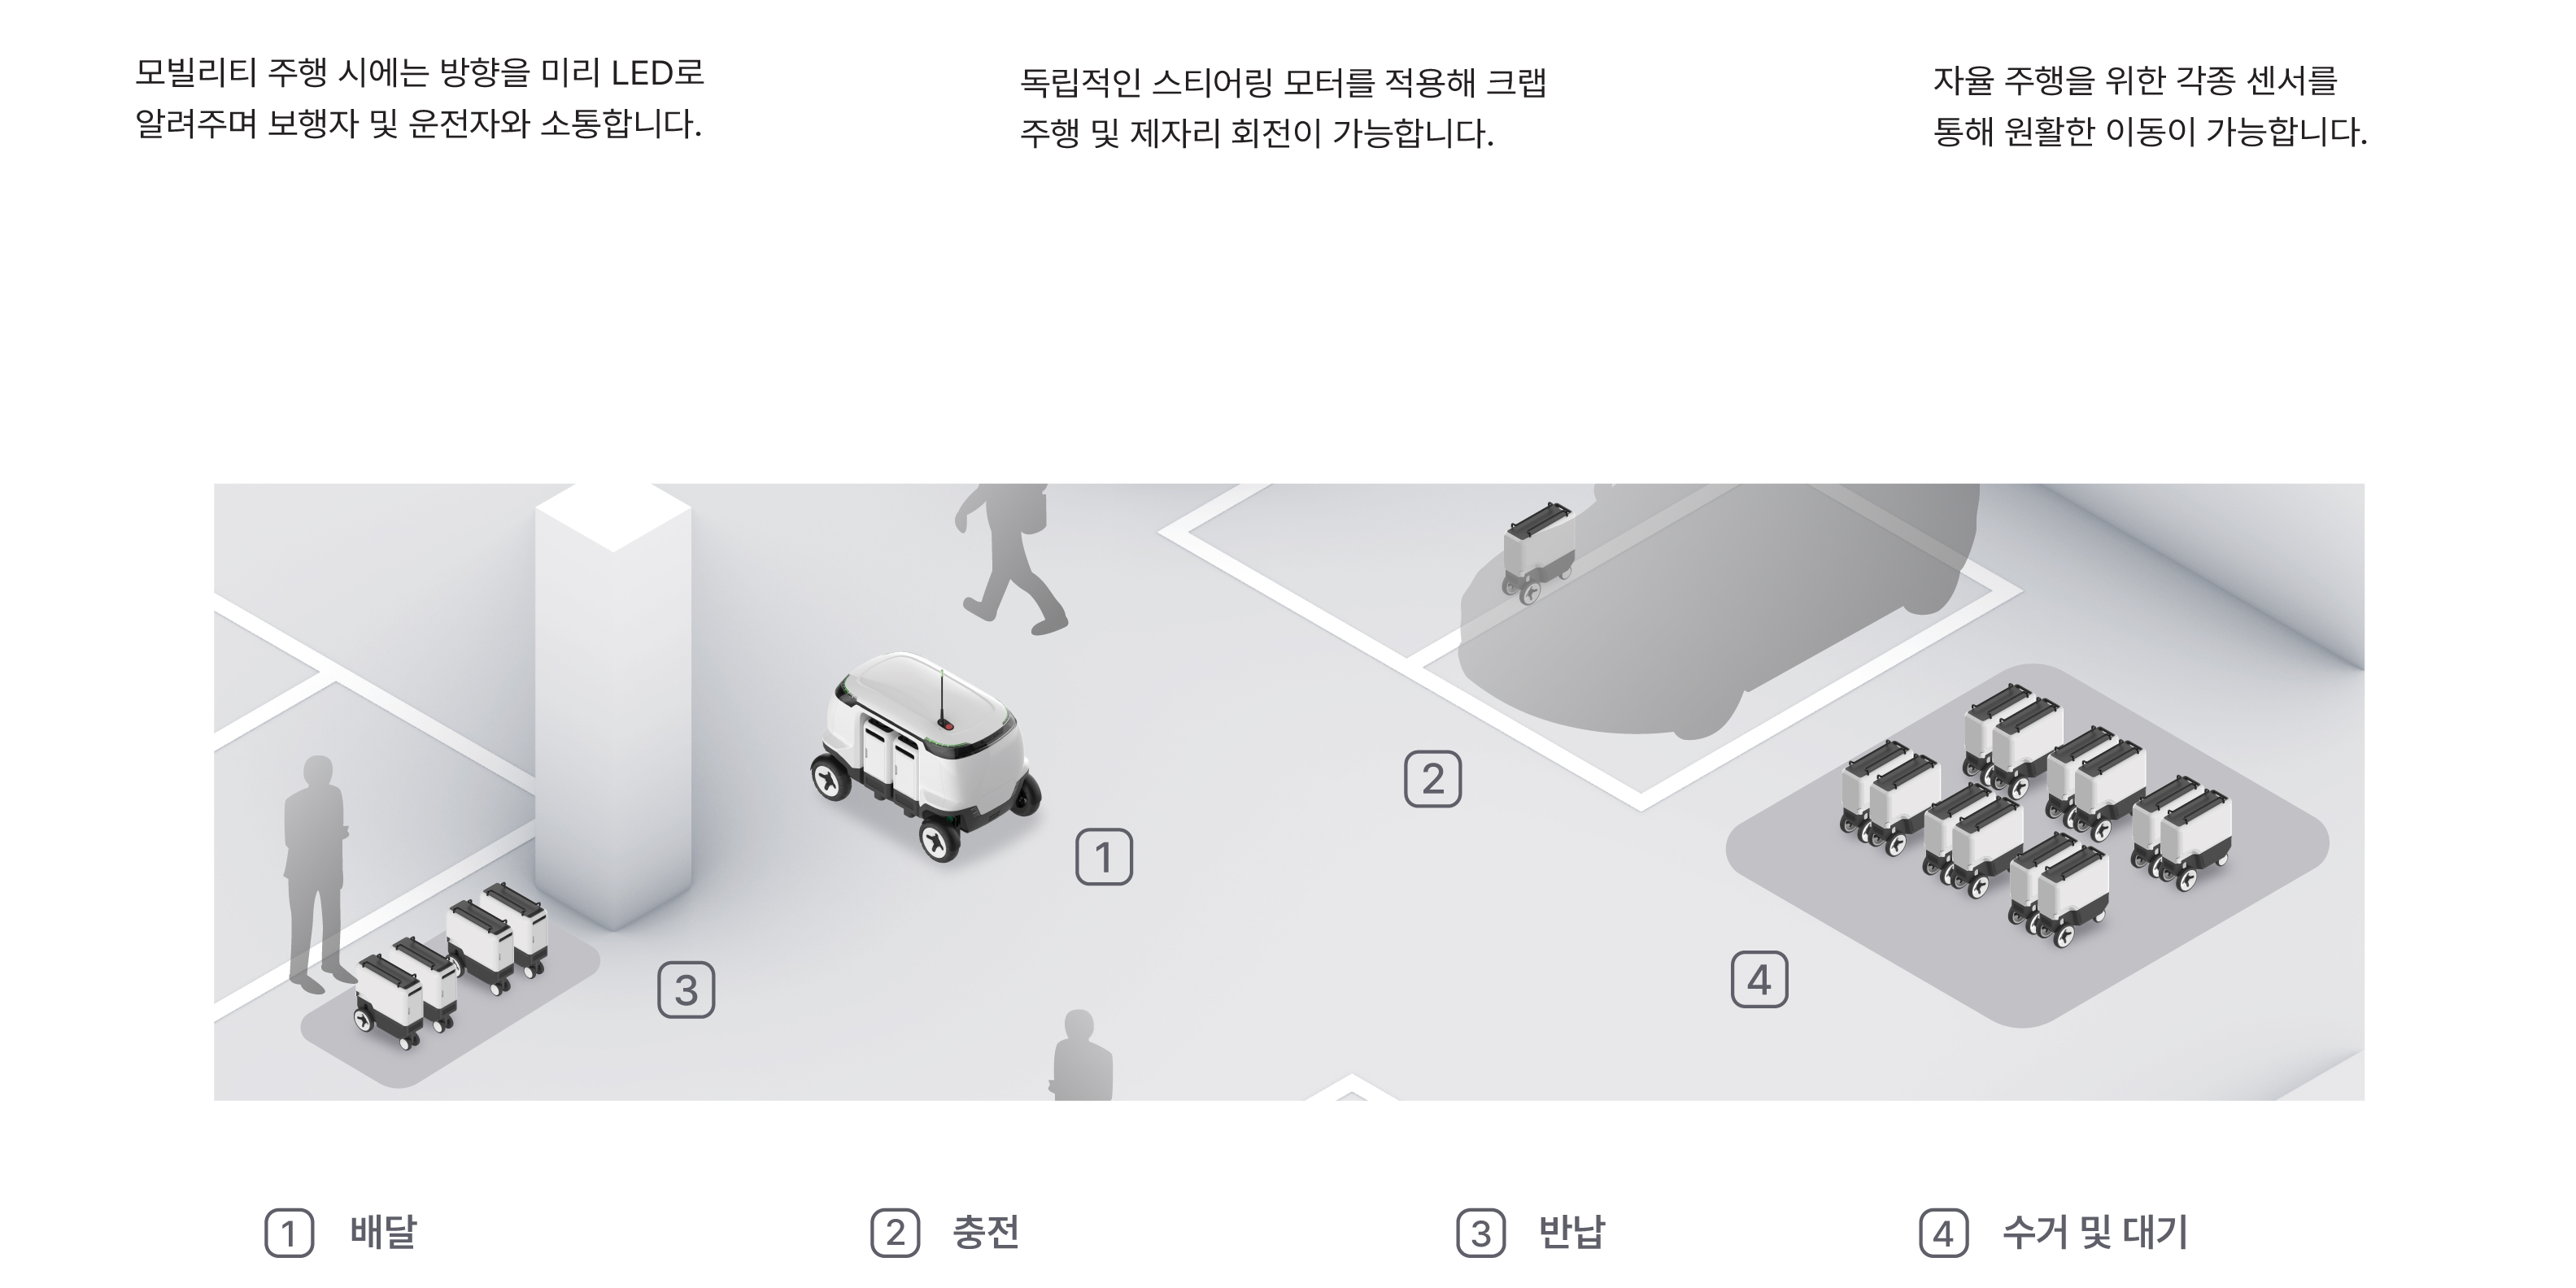 모빌리티 주행 시에는 방향을 미리 LED로
알려주며 보행자 및 운전자와 소통합니다.
독립적인 스티어링 모터를 적용해 크랩
주행 및 제자리 회전이 가능합니다.
자율 주행을 위한 각종 센서를
통해 원활한 이동이 가능합니다.
2
1
3
4
1 배달
2 충전
3 반납
4 수거 및 대기